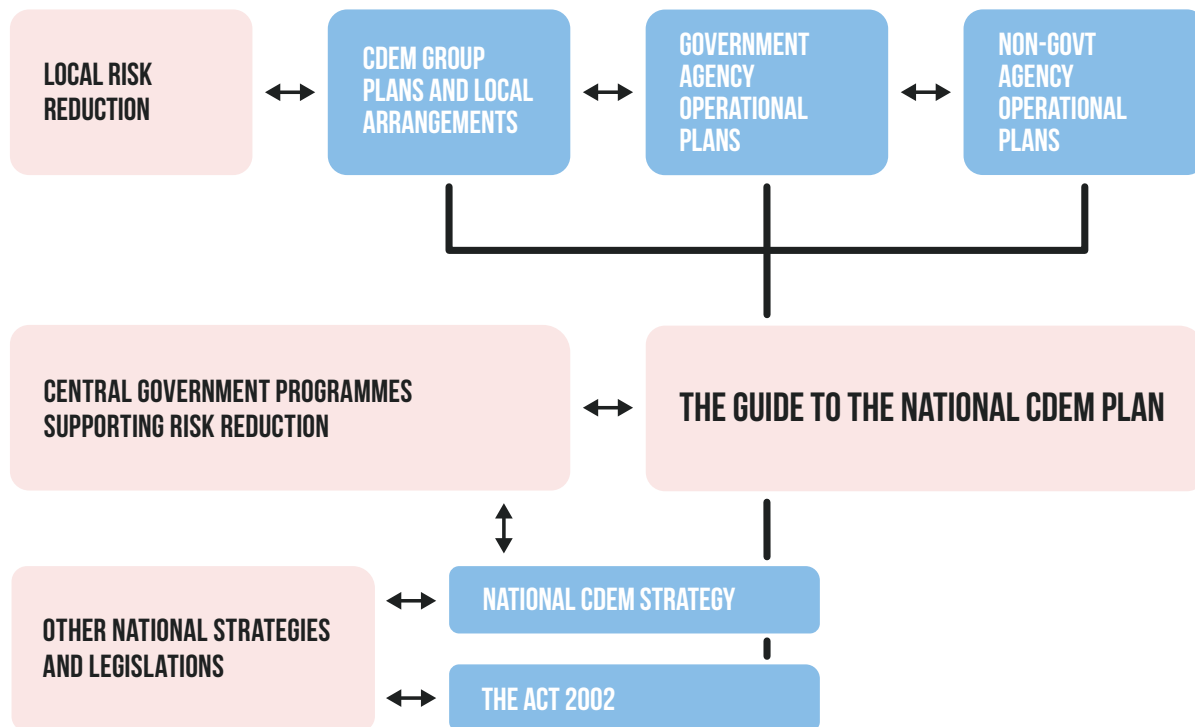 LOCAL RISK
REDUCTION
CDEM GROUP
PLANS AND LOCAL
ARRANGEMENTS
GOVERNMENT
AGENCY
OPERATIONAL
PLANS
NON-GOVT
AGENCY
OPERATIONAL
PLANS
CENTRAL GOVERNMENT PROGRAMMES
SUPPORTING RISK REDUCTION
THE GUIDE TO THE NATIONAL CDEM PLAN
OTHER NATIONAL STRATEGIES
AND LEGISLATIONS
NATIONAL CDEM STRATEGY
THE ACT 2002